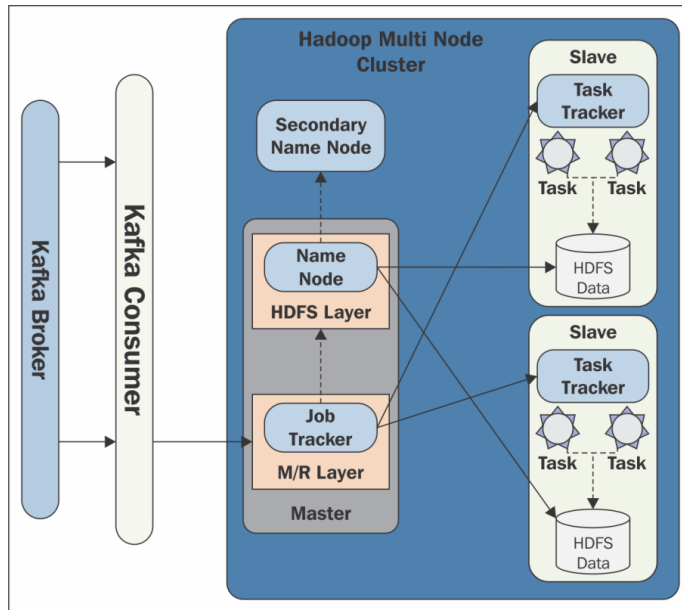 Kafka Broker
Kafka Consumer
Hadoop Multi Node
Cluster
Secondary
Name Node
Name
Node
HDFS Layer
Job
Tracker
M/R Layer
Master
Slave
Task
Tracker
Task
Task
HDFS
Data
Slave
Task
Tracker
Task
Task
HDFS
Data